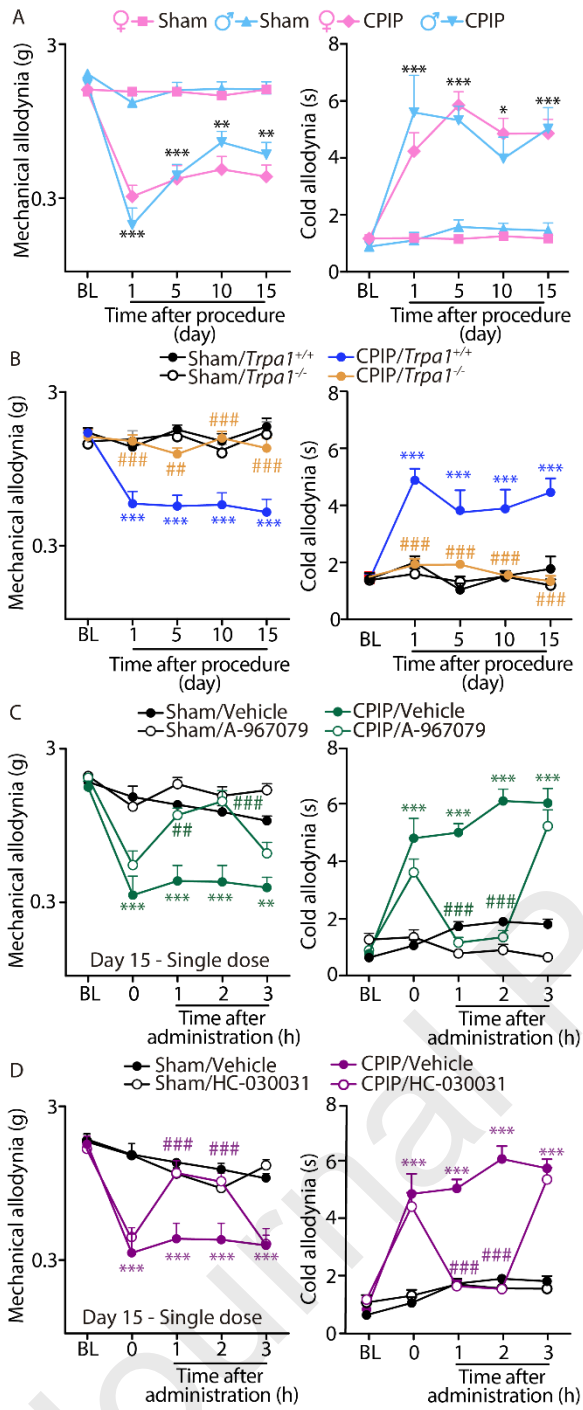 A
♀ Sham ♂ Sham ♀ CPIP ♂ CPIP
Mechanical allodynia (g)
3
0.3
***
***
**
**
BL 1 5 10 15
Time after procedure
(day)
Cold allodynia (s)
8
6
4
2
0
***
***
*
***
BL 1 5 10 15
Time after procedure
(day)
B
Sham/Trpa1+/+ CPIP/Trpa1+/+
Sham/Trpa1-/- CPIP/Trpa1-/-
Mechanical allodynia (g)
3
0.3
###
##
###
###
*** *** *** ***
BL 1 5 10 15
Time after procedure
(day)
Cold allodynia (s)
8
6
4
2
0
*** *** *** ***
### ### ###
###
BL 1 5 10 15
Time after procedure
(day)
C
Sham/Vehicle CPIP/Vehicle
Sham/A-967079 CPIP/A-967079
Mechanical allodynia (g)
3
0.3
###
##
*** *** *** **
Day 15 - Single dose
BL 0 1 2 3
Time after
administration (h)
Cold allodynia (s)
8
6
4
2
0
*** *** *** ***
### ###
BL 0 1 2 3
Time after
administration (h)
D
Sham/Vehicle CPIP/Vehicle
Sham/HC-030031 CPIP/HC-030031
Mechanical allodynia (g)
3
0.3
### ###
*** *** *** ***
Day 15 - Single dose
BL 0 1 2 3
Time after
administration (h)
Cold allodynia (s)
8
6
4
2
0
*** *** *** ***
### ###
BL 0 1 2 3
Time after
administration (h)
Journal P